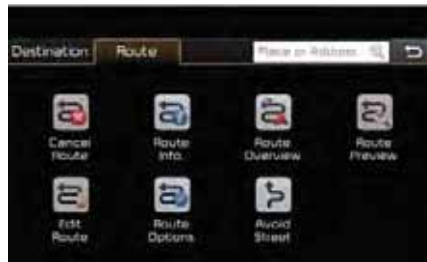 Destination
Route
Place or Address
Cancel
Route
Route
Info.
Route
Overview
Route
Preview
Edit
Route
Route
Options
Avoid
Street